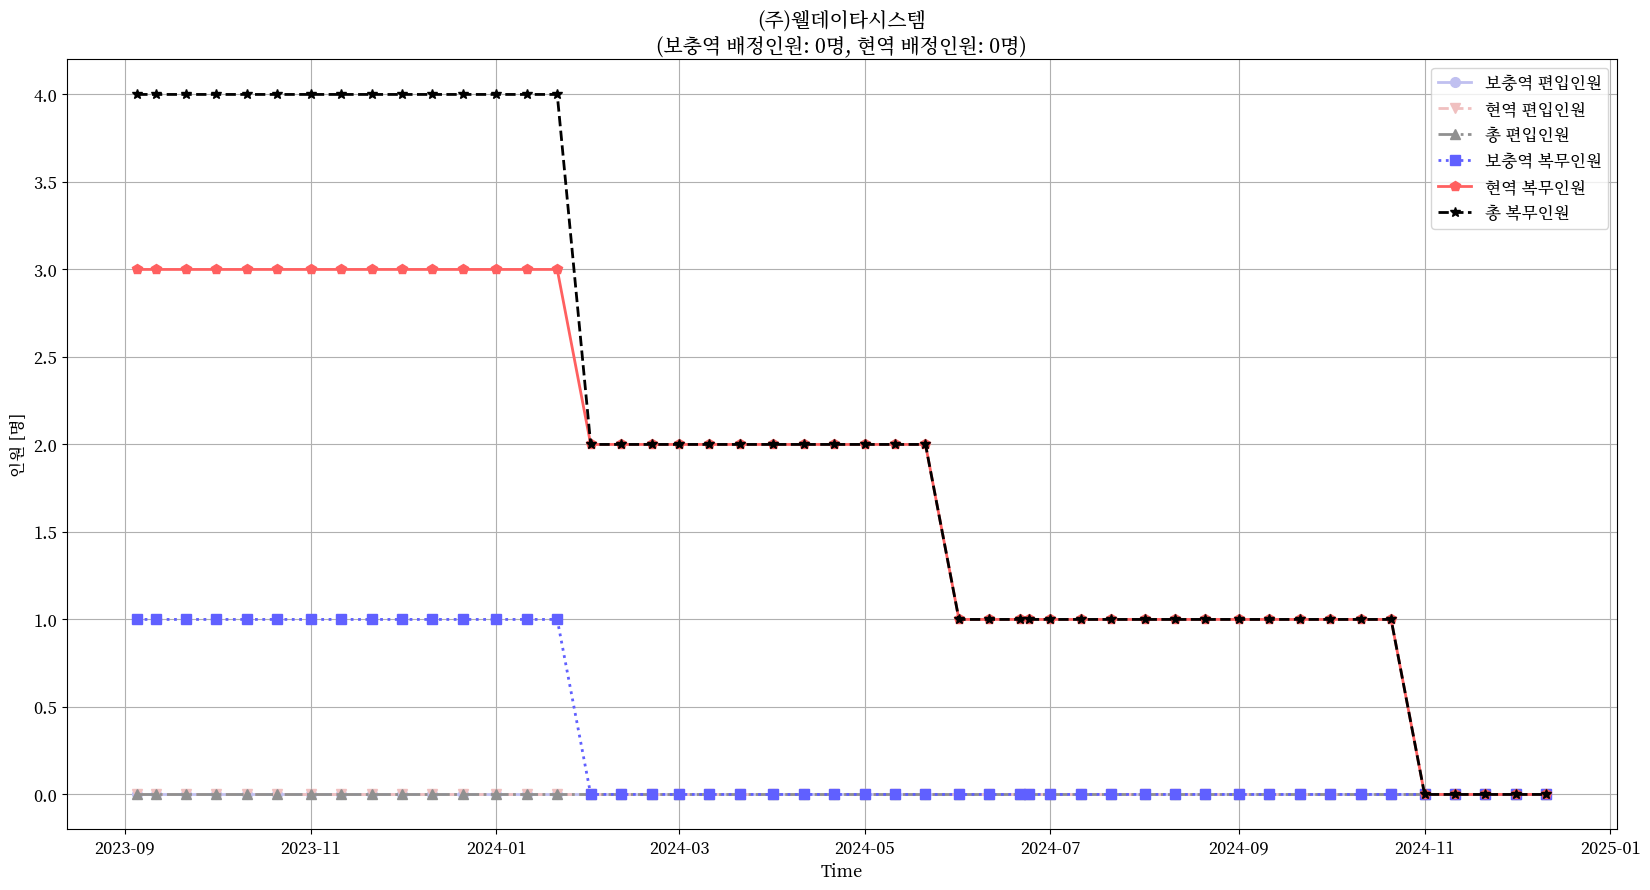 (주)웰데이타시스템
(보충역 배정인원: 0명, 현역 배정인원: 0명)
보충역 편입인원
현역 편입인원
총 편입인원
보충역 복무인원
현역 복무인원
총 복무인원
인원 [명]
4.0
3.5
3.0
2.5
2.0
1.5
1.0
0.5
0.0
2023-09 2023-11 2024-01 2024-03 2024-05 2024-07 2024-09 2024-11 2025-01
Time